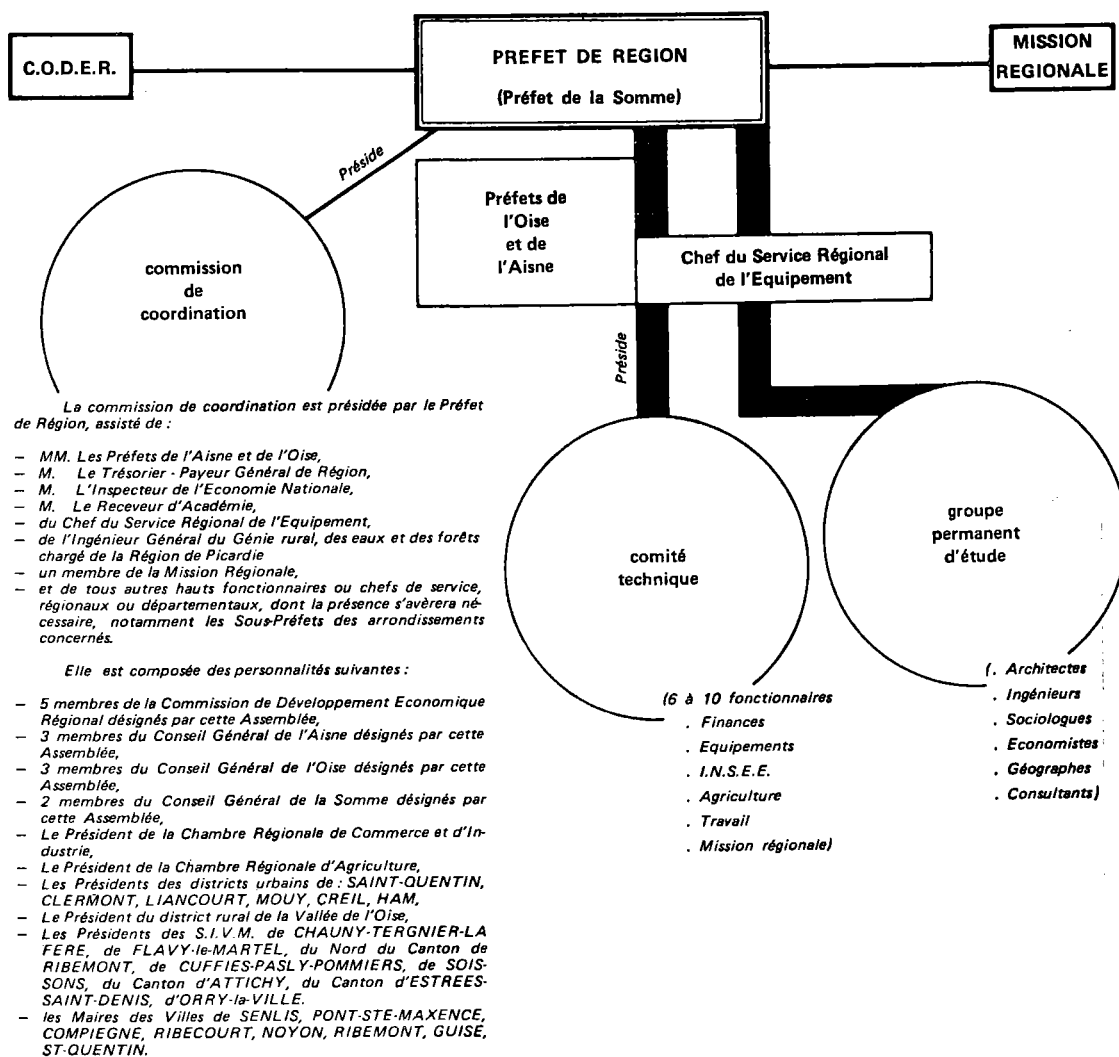 C.O.D.E.R.
PREFET DE REGION
(Préfet de la Somme)
MISSION
REGIONALE
Préside
Préfets de
l'Oise
et de
l'Aisne
Chef du Service Régional
de l'Equipement
commission
de
coordination
Préside
La commission de coordination est présidée par le Préfet
de Région, assisté de :
– MM. Les Préfets de l'Aisne et de l'Oise,
– M. Le Trésorier - Payeur Général de Région,
– M. L'Inspecteur de l'Economie Nationale,
– M. Le Receveur d'Académie,
– du Chef du Service Régional de l'Equipement,
– de l'Ingénieur Général du Génie rural, des eaux et des forêts
chargé de la Région de Picardie
– un membre de la Mission Régionale,
– et de tous autres hauts fonctionnaires ou chefs de service,
régionaux ou départementaux, dont la présence s'avèrera né-
cessaire, notamment les Sous-Préfets des arrondissements
concernés.
Elle est composée des personnalités suivantes :
– 5 membres de la Commission de Développement Economique
Régional désignés par cette Assemblée,
– 3 membres du Conseil Général de l'Aisne désignés par cette
Assemblée,
– 3 membres du Conseil Général de l'Oise désignés par cette
Assemblée,
– 2 membres du Conseil Général de la Somme désignés par
cette Assemblée,
– Le Président de la Chambre Régionale de Commerce et d'In-
dustrie,
– Le Président de la Chambre Régionale d'Agriculture,
– Les Présidents des districts urbains de : SAINT-QUENTIN,
CLERMONT, LIANCOURT, MOUY, CREIL, HAM,
– Le Président du district rural de la Vallée de l'Oise,
– Les Présidents des S.I.V.M. de CHAUNY-TERGNIER-LA
FERE, de FLAVY-le-MARTEL, du Nord du Canton de
RIBEMONT, de CUFFIES-PASLY-POMMIERS, de SOIS-
SONS, du Canton d'ATTICHY, du Canton d'ESTREES-
SAINT-DENIS, d'ORRY-la-VILLE.
– les Maires des Villes de SENLIS, PONT-STE-MAXENCE,
COMPIEGNE, RIBECOURT, NOYON, RIBEMONT, GUISE,
ST-QUENTIN.
comité
technique
(6 à 10 fonctionnaires
. Finances
. Equipements
. I.N.S.E.E.
. Agriculture
. Travail
. Mission régionale)
groupe
permanent
d'étude
(. Architectes
. Ingénieurs
. Sociologues
. Economistes
. Géographes
. Consultants)